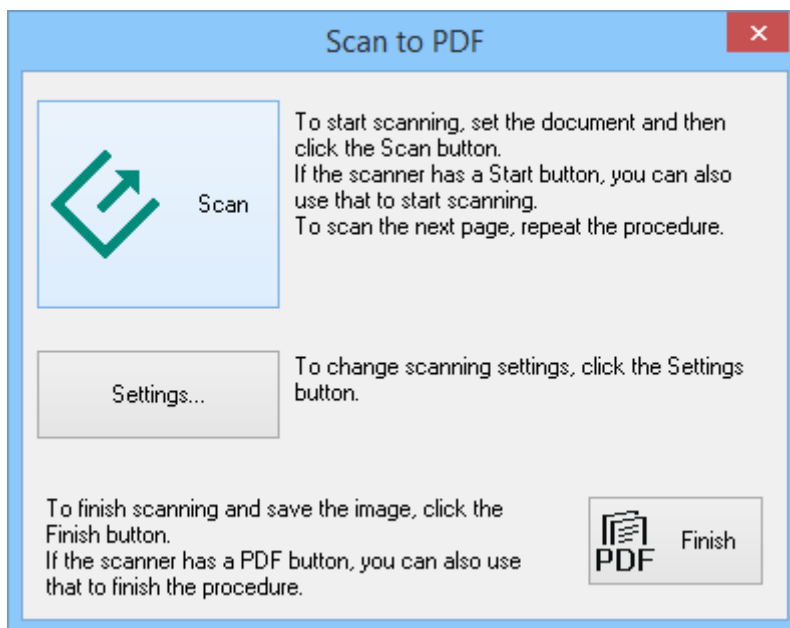 Scan to PDF
Scan
To start scanning, set the document and then
click the Scan button.
If the scanner has a Start button, you can also
use that to start scanning.
To scan the next page, repeat the procedure.
Settings...
To change scanning settings, click the Settings
button.
To finish scanning and save the image, click the
Finish button.
If the scanner has a PDF button, you can also use
that to finish the procedure.
PDF
Finish